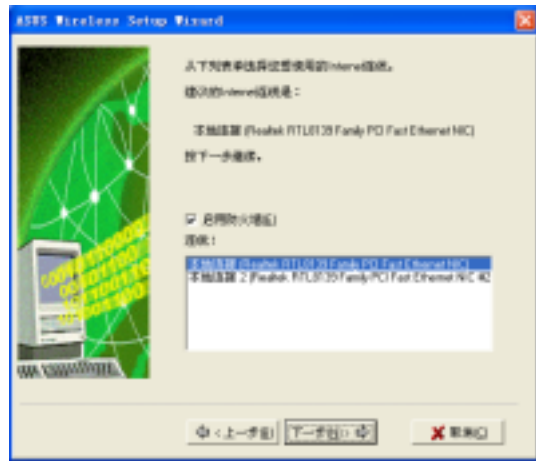 ASUS Wireless Setup Wizard
从下列表单选择您想使用的Internet连线。
建议的Internet连线是：
本地连接 (Realtek RTL8139 Family PCI Fast Ethernet NIC)
按下一步继续。
启用防火墙(E)
连线：
本地连接 (Realtek RTL8139 Family PCI Fast Ethernet NIC)
本地连接 2 (Realtek RTL8139 Family PCI Fast Ethernet NIC #2
<上一步(B)
下一步(N)>
取消(C)